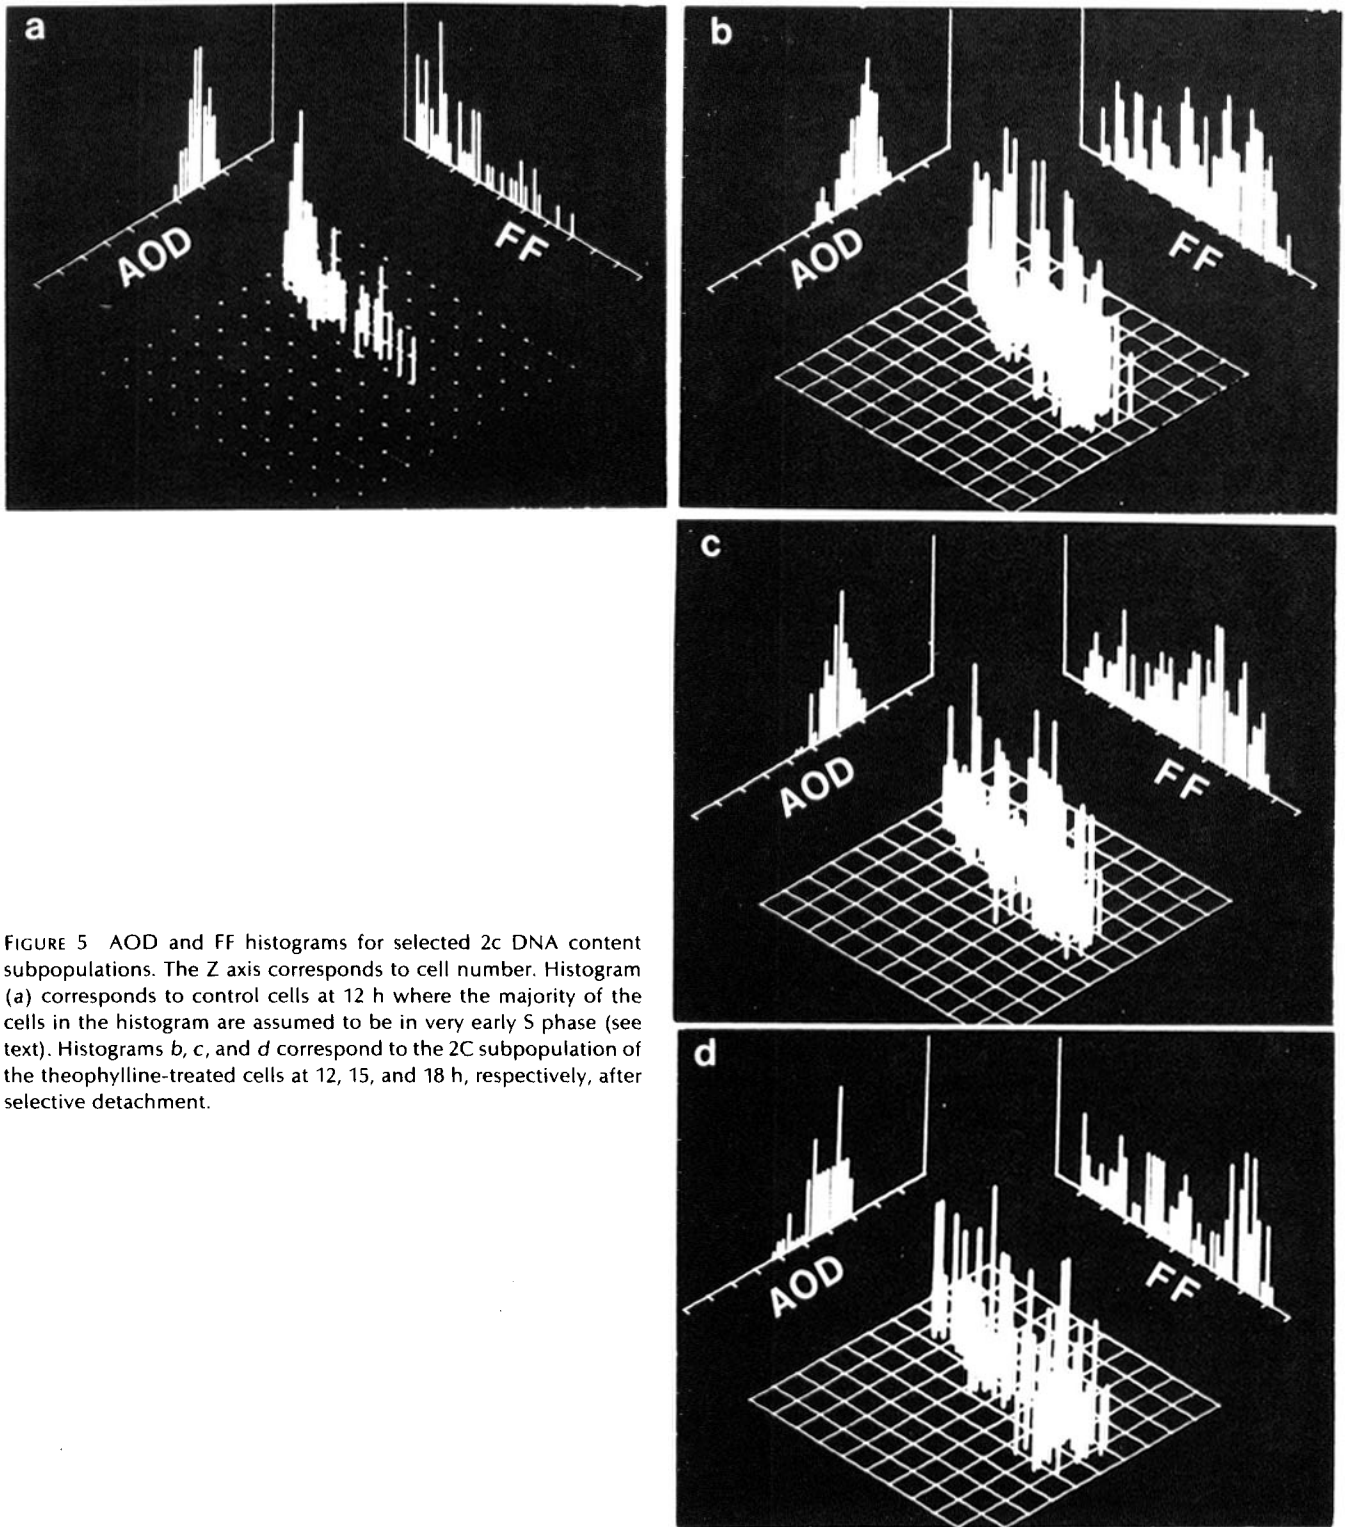 a
AOD
FF
b
AOD
FF
c
AOD
FF
FIGURE 5 AOD and FF histograms for selected 2c DNA content
subpopulations. The Z axis corresponds to cell number. Histogram
(a) corresponds to control cells at 12 h where the majority of the
cells in the histogram are assumed to be in very early S phase (see
text). Histograms b, c, and d correspond to the 2C subpopulation of
the theophylline-treated cells at 12, 15, and 18 h, respectively, after
selective detachment.
d
AOD
FF